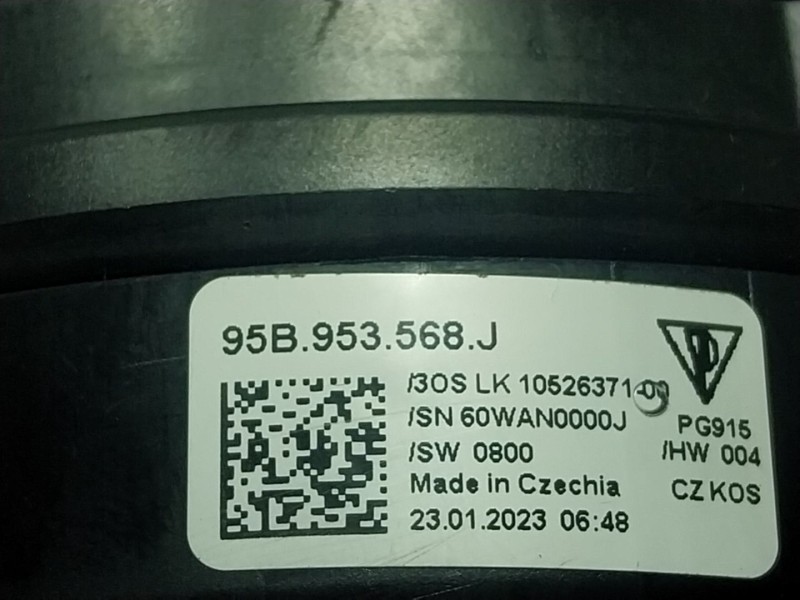 95B.953.568.J
/3OS LK 10526371-00
/SN 60WAN0000J
PG915
/SW 0800
/HW 004
Made in Czechia
CZ KOS
23.01.2023 06:48